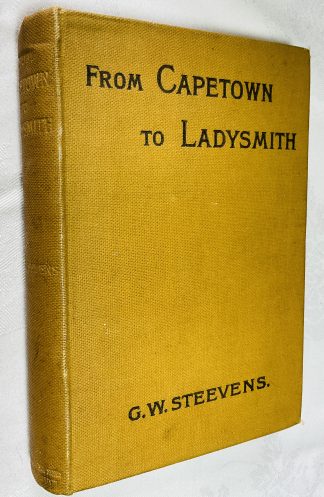 FROM CAPETOWN
TO LADYSMITH
G.W. STEEVENS.